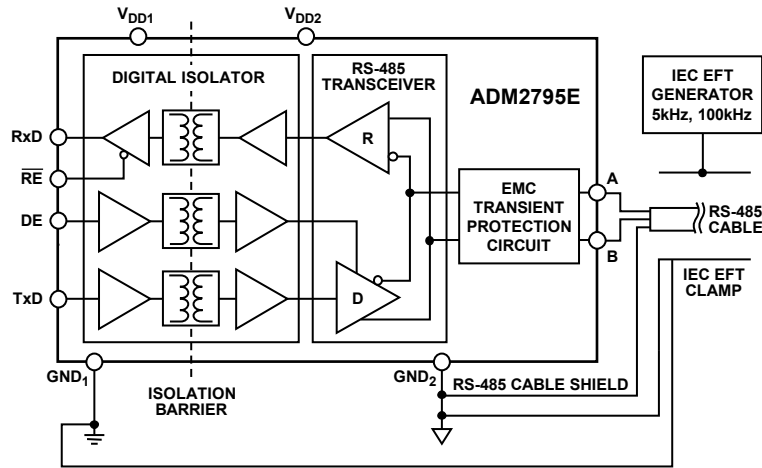 VDD1
VDD2
DIGITAL ISOLATOR
RS-485
TRANSCEIVER
ADM2795E
IEC EFT
GENERATOR
5kHz, 100kHz
RxD
R
RE
DE
EMC
TRANSIENT
PROTECTION
CIRCUIT
A
B
RS-485
CABLE
TxD
D
IEC EFT
CLAMP
GND1
ISOLATION
BARRIER
GND2
RS-485 CABLE SHIELD